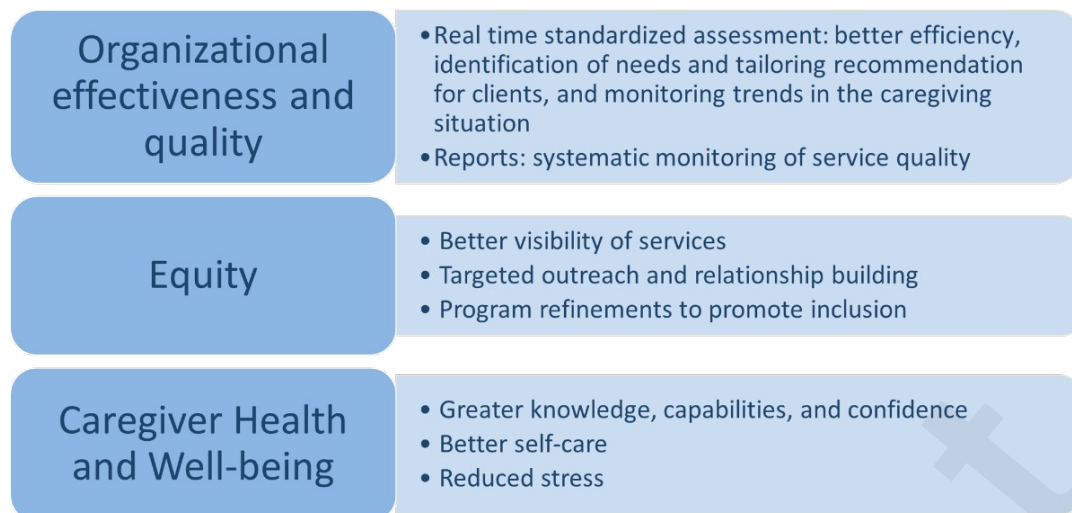 Organizational
effectiveness and
quality
•Real time standardized assessment: better efficiency,
identification of needs and tailoring recommendation
for clients, and monitoring trends in the caregiving
situation
•Reports: systematic monitoring of service quality
Equity
• Better visibility of services
• Targeted outreach and relationship building
• Program refinements to promote inclusion
Caregiver Health
and Well-being
• Greater knowledge, capabilities, and confidence
• Better self-care
• Reduced stress
t